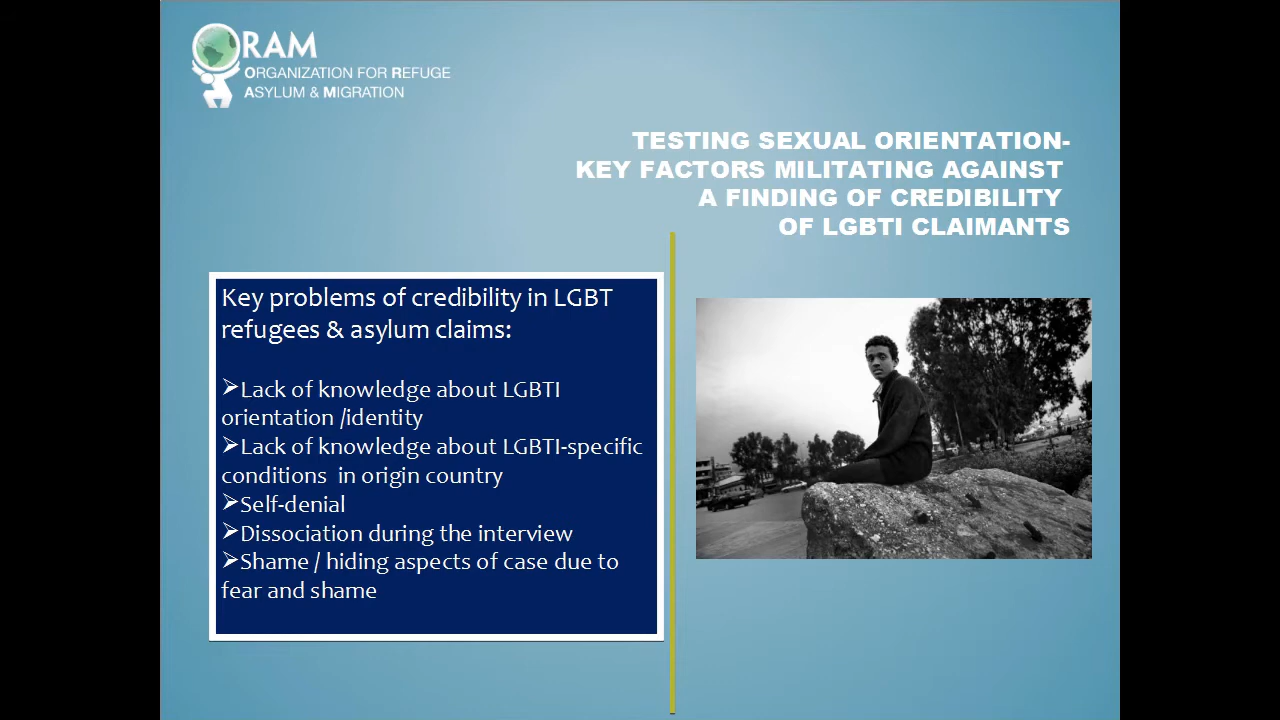 RAM
ORGANIZATION FOR REFUGE
ASYLUM & MIGRATION
TESTING SEXUAL ORIENTATION-
KEY FACTORS MILITATING AGAINST
A FINDING OF CREDIBILITY
OF LGBTI CLAIMANTS
Key problems of credibility in LGBT
refugees & asylum claims:
➢Lack of knowledge about LGBTI
orientation /identity
➢Lack of knowledge about LGBTI-specific
conditions in origin country
➢Self-denial
➢Dissociation during the interview
➢Shame / hiding aspects of case due to
fear and shame